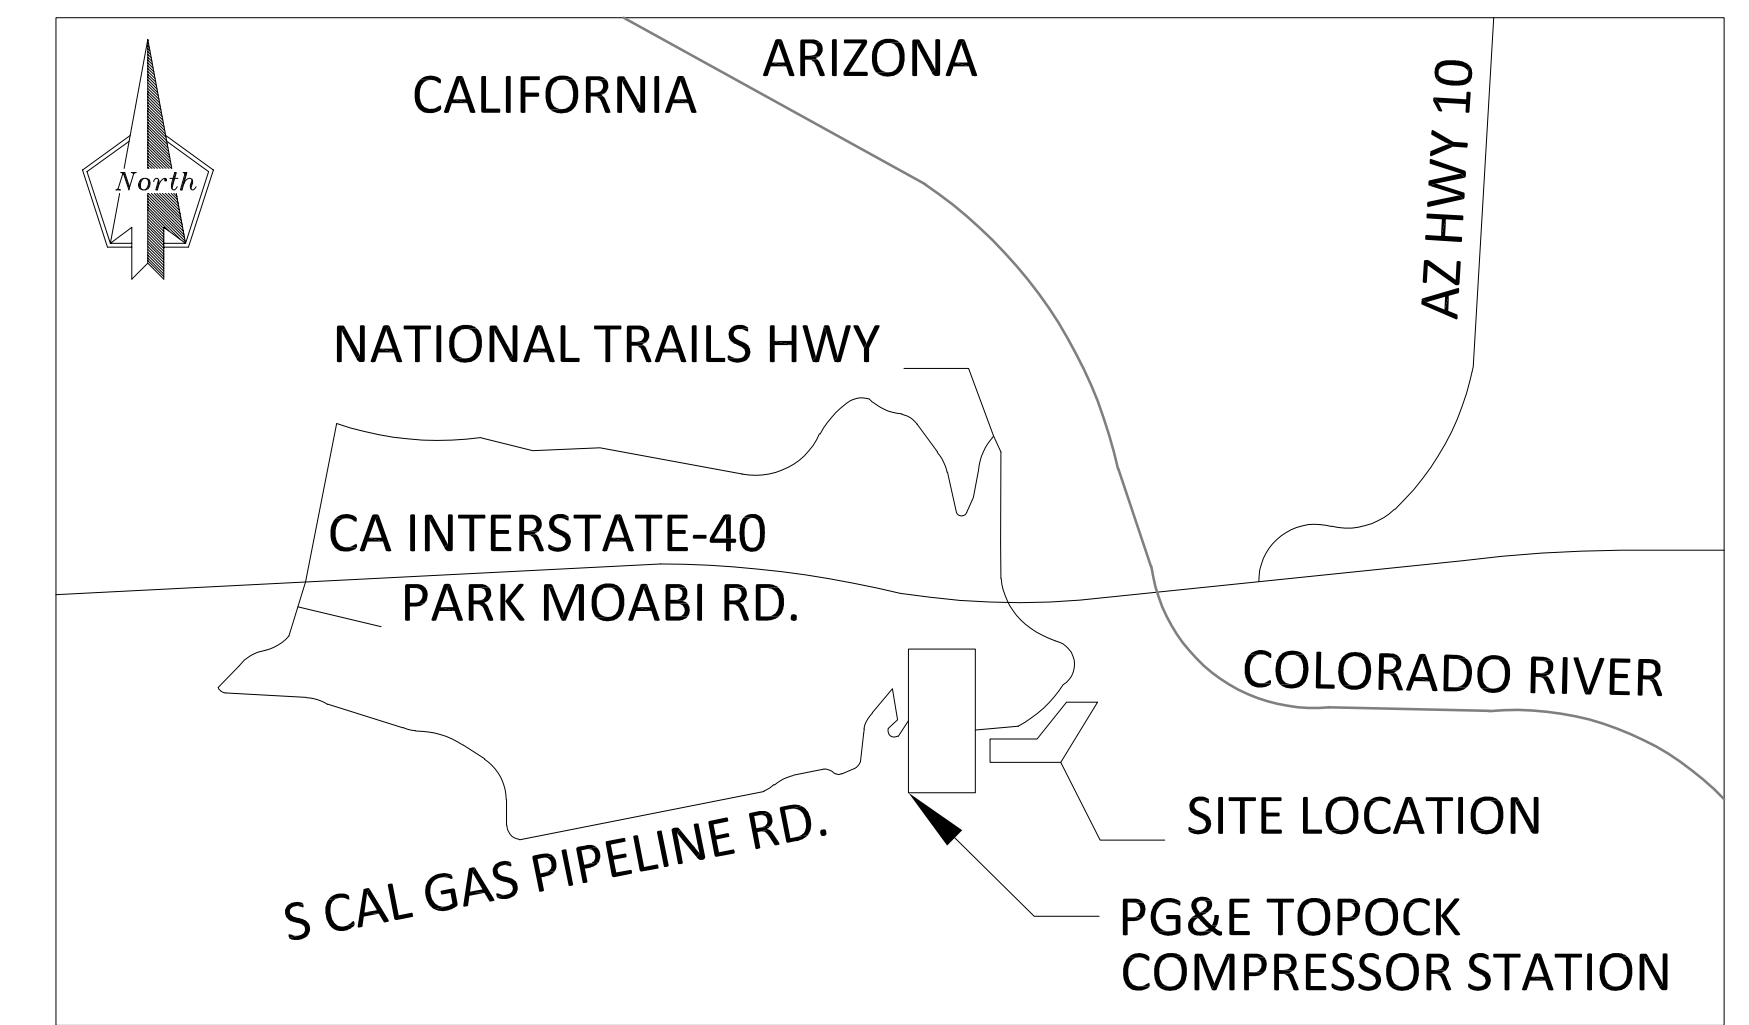 ARIZONA
CALIFORNIA
AZ HWY 10
North
NATIONAL TRAILS HWY
CA INTERSTATE-40
PARK MOABI RD.
COLORADO RIVER
SITE LOCATION
S CAL GAS PIPELINE RD.
PG&E TOPOCK
COMPRESSOR STATION